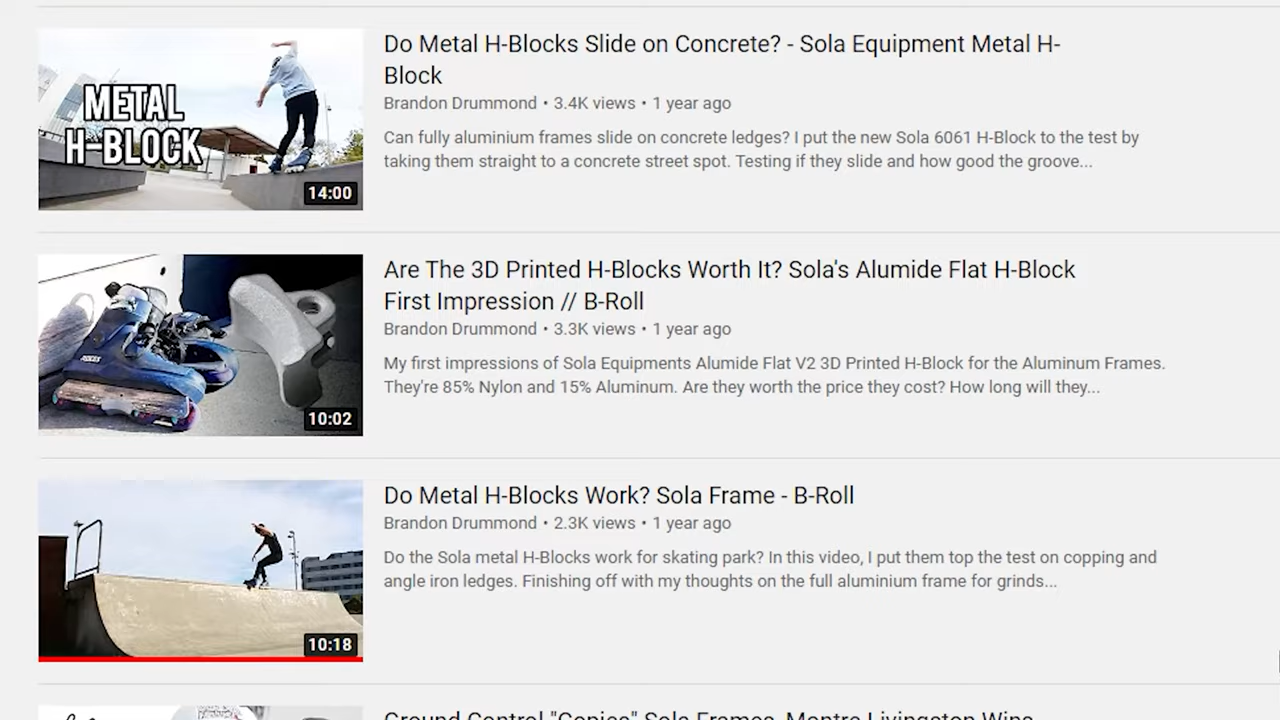 Do Metal H-Blocks Slide on Concrete? - Sola Equipment Metal H-
Block
Brandon Drummond • 3.4K views • 1 year ago
Can fully aluminium frames slide on concrete ledges? I put the new Sola 6061 H-Block to the test by
taking them straight to a concrete street spot. Testing if they slide and how good the groove...
METAL
H-BLOCK
14:00
Are The 3D Printed H-Blocks Worth It? Sola's Alumide Flat H-Block
First Impression // B-Roll
Brandon Drummond • 3.3K views • 1 year ago
My first impressions of Sola Equipments Alumide Flat V2 3D Printed H-Block for the Aluminum Frames.
They're 85% Nylon and 15% Aluminum. Are they worth the price they cost? How long will they...
10:02
Do Metal H-Blocks Work? Sola Frame - B-Roll
Brandon Drummond • 2.3K views • 1 year ago
Do the Sola metal H-Blocks work for skating park? In this video, I put them top the test on copping and
angle iron ledges. Finishing off with my thoughts on the full aluminium frame for grinds...
10:18
Ground Control "Copies" Sola Frames, Montre Livingston Wins